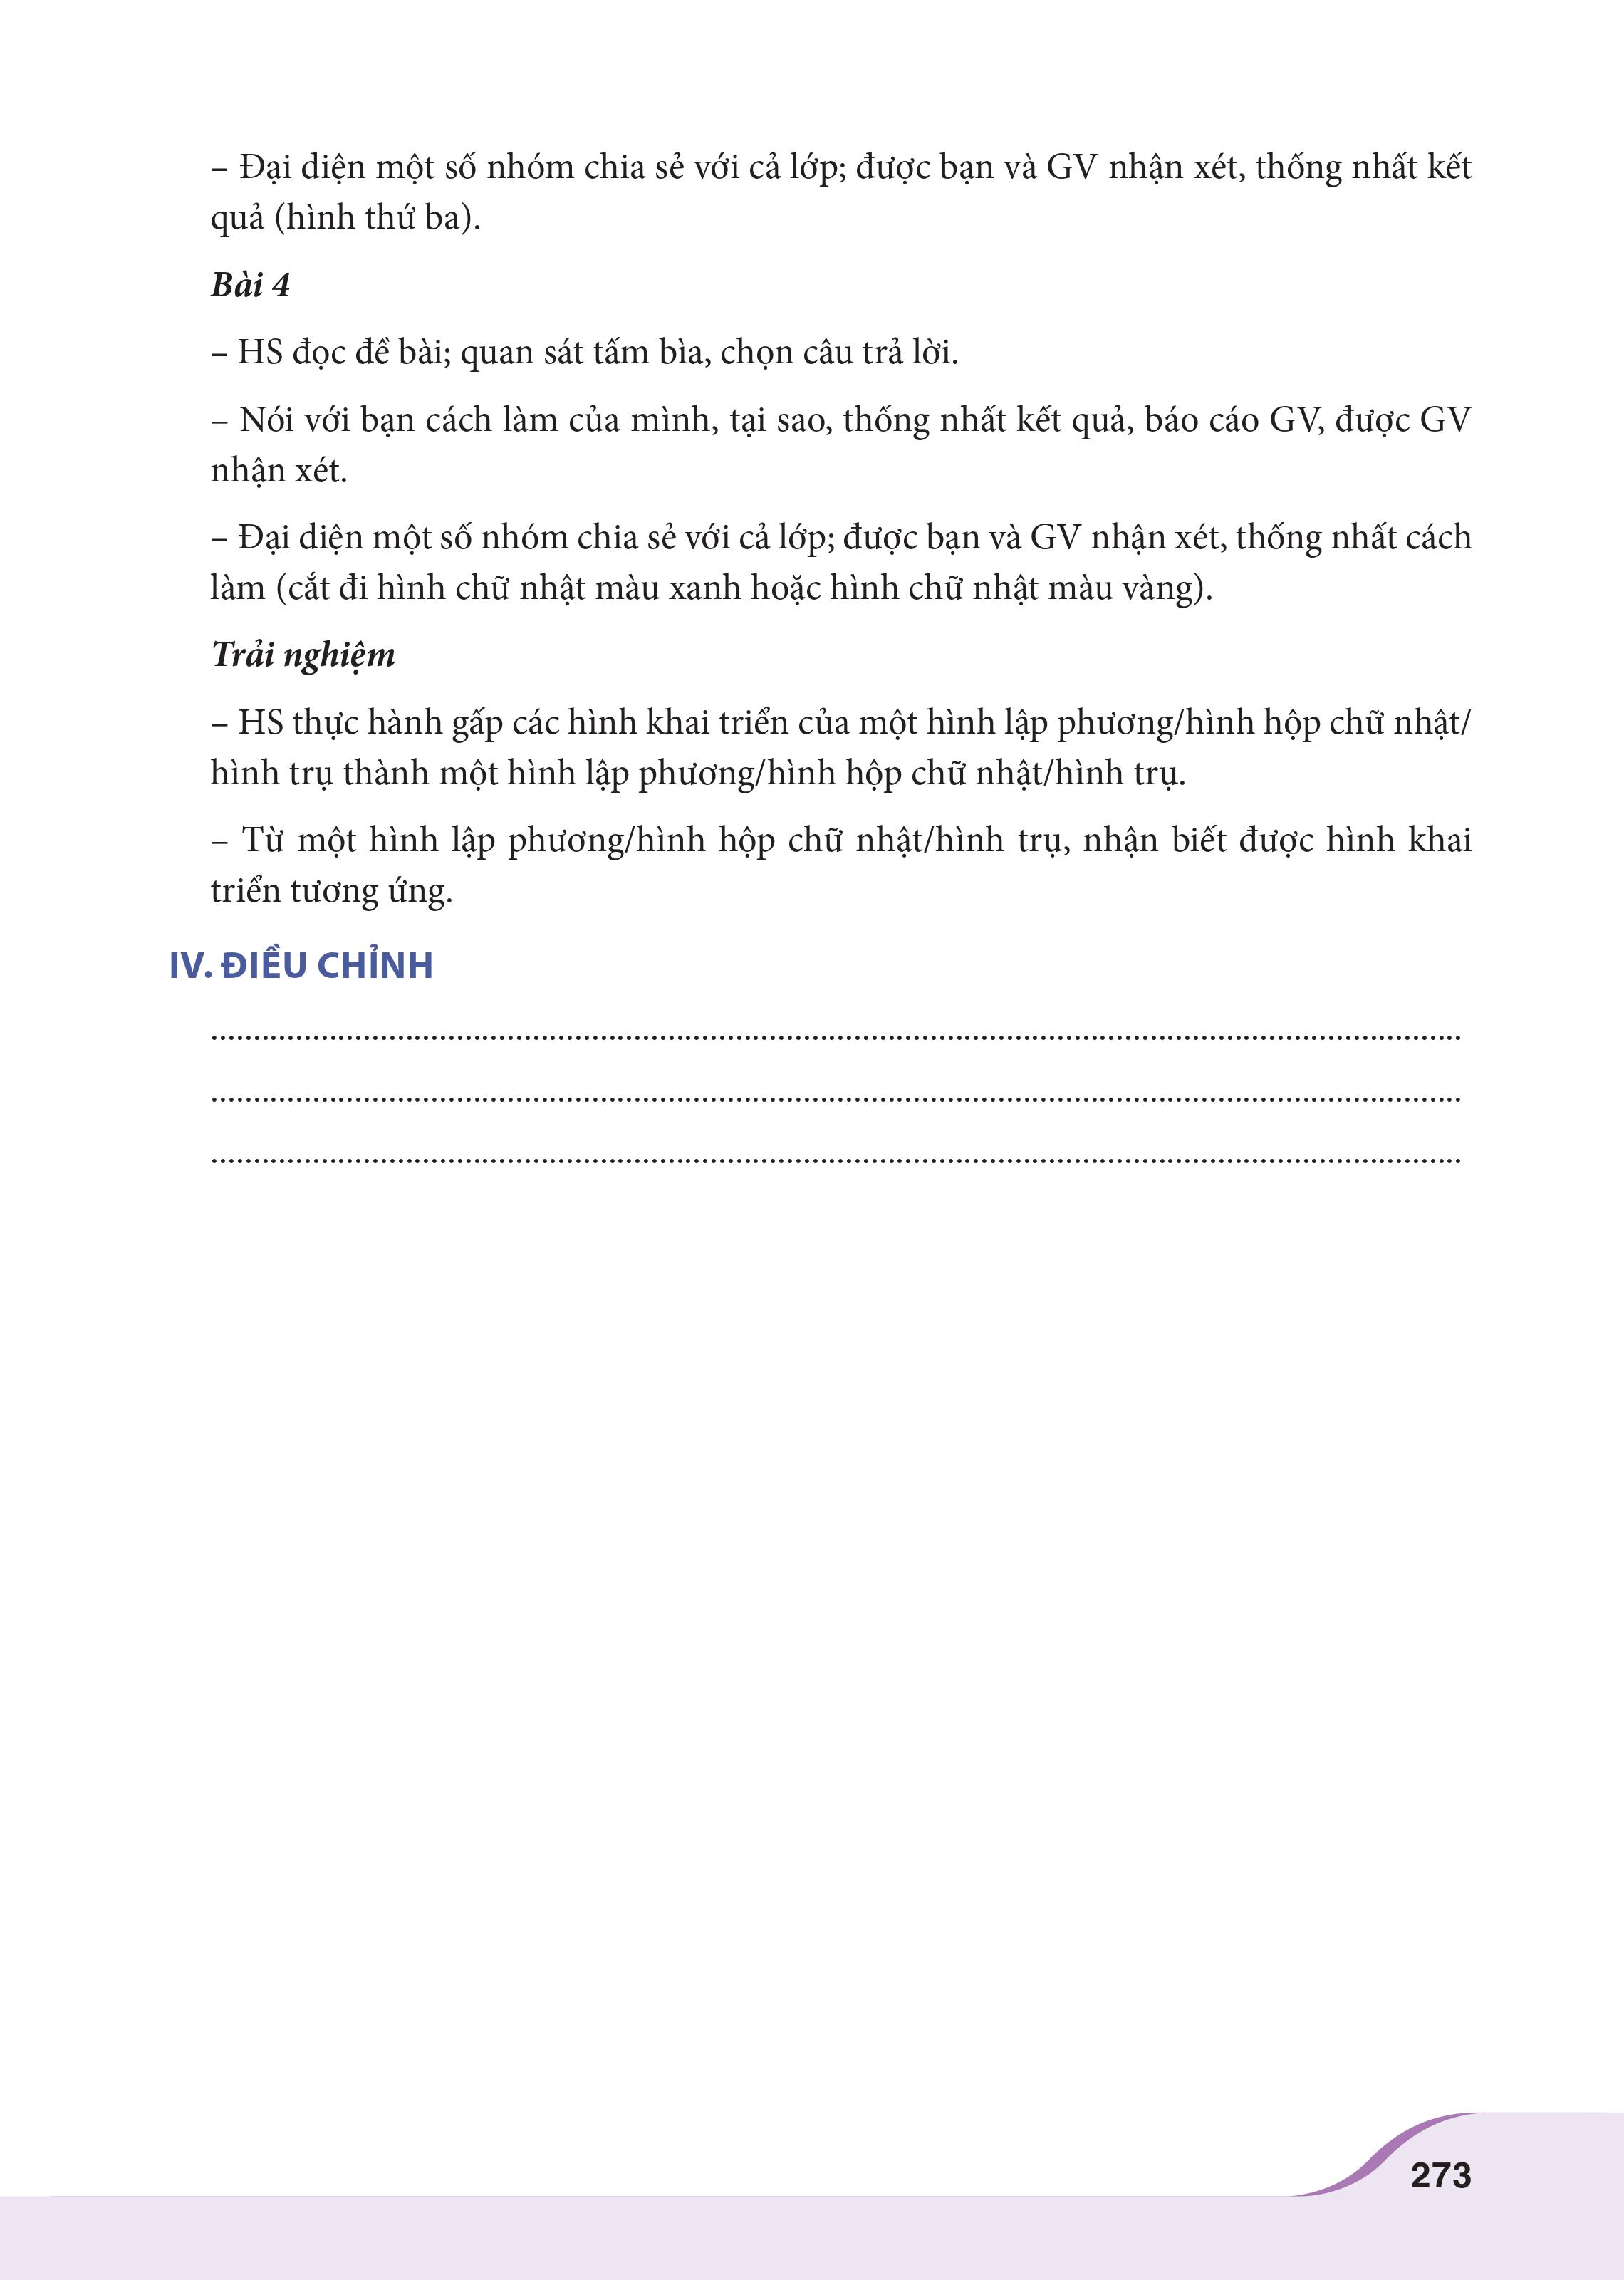 – Đại diện một số nhóm chia sẻ với cả lớp; được bạn và GV nhận xét, thống nhất kết
quả (hình thứ ba).
Bài 4
– HS đọc đề bài; quan sát tấm bìa, chọn câu trả lời.
– Nói với bạn cách làm của mình, tại sao, thống nhất kết quả, báo cáo GV, được GV
nhận xét.
– Đại diện một số nhóm chia sẻ với cả lớp; được bạn và GV nhận xét, thống nhất cách
làm (cắt đi hình chữ nhật màu xanh hoặc hình chữ nhật màu vàng).
Trải nghiệm
– HS thực hành gấp các hình khai triển của một hình lập phương/hình hộp chữ nhật/
hình trụ thành một hình lập phương/hình hộp chữ nhật/hình trụ.
– Từ một hình lập phương/hình hộp chữ nhật/hình trụ, nhận biết được hình khai
triển tương ứng.
IV. ĐIỀU CHỈNH
....................................................................................................................................................
....................................................................................................................................................
....................................................................................................................................................
273